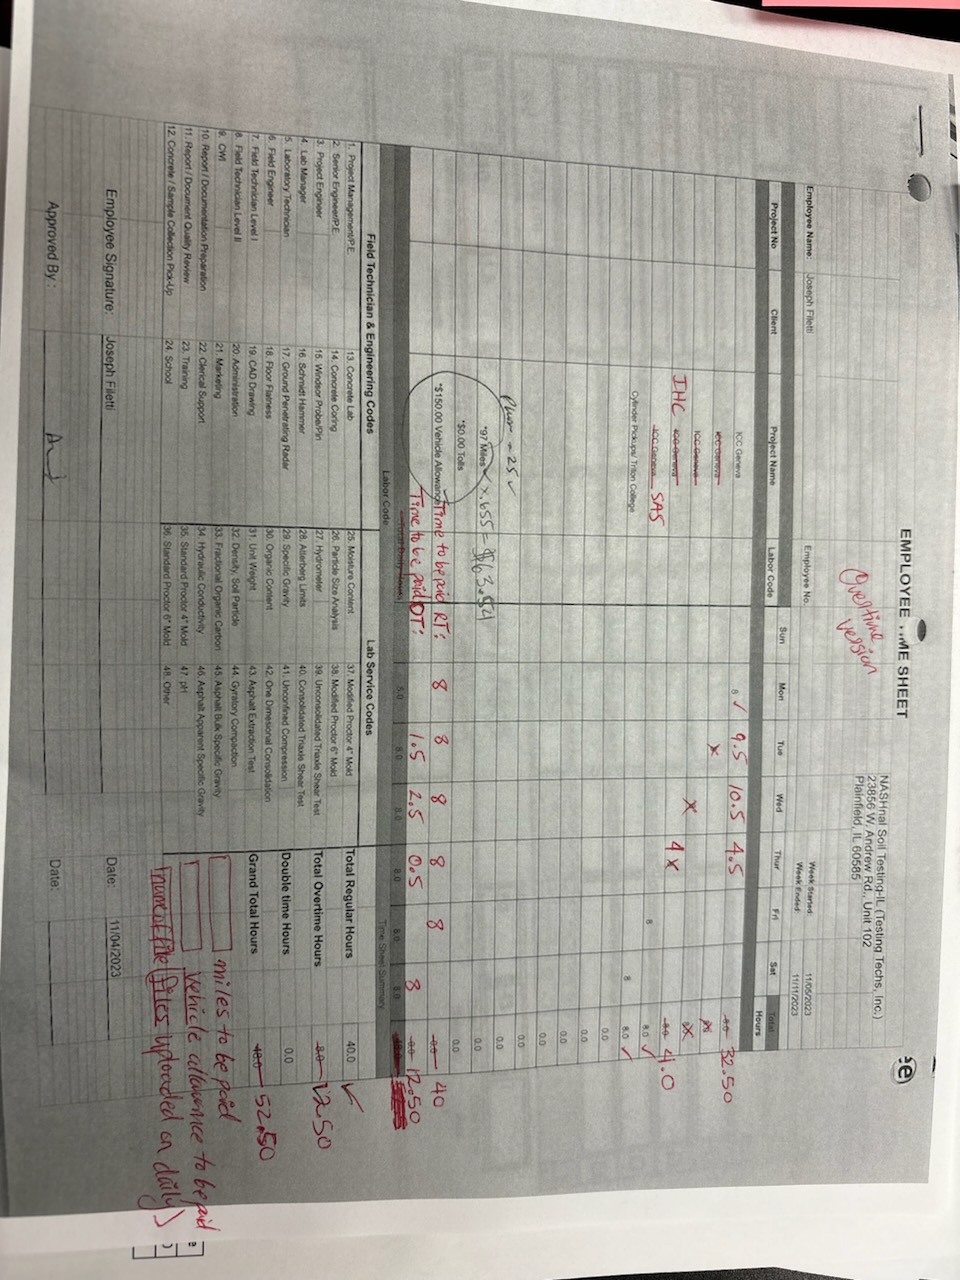 EMPLOYEE TIME SHEET
ee
Overtime
version
NASHnal Soil Testing-IL (Testing Techs, Inc.)
23856 W. Andrew Rd., Unit 102
Plainfield, IL 60585
Employee Name: Joseph Filetti Employee No. Week Started: 11/05/2023
Week Ended: 11/11/2023
Project No Client Project Name Labor Code Sun Mon Tue Wed Thur Fri Sat Total
Hours
ICC Geneva 8 ✓ 9.5 10.5 4.5 8.0 32.50
ICC Geneva x
ICC Geneva x
IHC ICC Geneva 4 x 8.0 4.0
ICC Geneva SAS 8 8.0 ✓
Cylinder Pickups/ Triton College 8 8.0 ✓
0.0
0.0
0.0
0.0
0.0
0.0
0.0
0.0
Phone - 25 ✓
*97 Miles ✓ x.655 = $63.54
*$0.00 Tolls
*$150.00 Vehicle Allowance Time to be paid RT: 8 8 8 8 8 0.0 40
Time to be paid OT: 1.5 2.5 0.5 8 0.0 12.50
Total Daily Hours 8.0 8.0 8.0 8.0 8.0 8.0 48.0
Labor Code Time Sheet Summary
Field Technician & Engineering Codes Lab Service Codes
1. Project Management/P.E. 13. Concrete Lab 25. Moisture Content 37. Modified Proctor 4" Mold Total Regular Hours 40.0 ✓
2. Senior Engineer/P.E. 14. Concrete Coring 26. Particle Size Analysis 38. Modified Proctor 6" Mold
3. Project Engineer 15. Windsor Probe/Pin 27. Hydrometer 39. Unconsolidated Triaxle Shear Test Total Overtime Hours 8.0 12.50
4. Lab Manager 16. Schmidt Hammer 28. Atterberg Limits 40. Consolidated Triaxle Shear Test
5. Laboratory Technician 17. Ground Penetrating Radar 29. Specific Gravity 41. Unconfined Compression Double time Hours 0.0
6. Field Engineer 18. Floor Flatness 30. Organic Content 42. One Dimesional Consolidation
7. Field Technician Level I 19. CAD Drawing 31. Unit Weight 43. Asphalt Extraction Test Grand Total Hours 48.0 52.50
8. Field Technician Level II 20. Administration 32. Density, Soil Particle 44. Gyratory Compaction
9. CWI 21. Marketing 33. Fractional Organic Carbon 45. Asphalt Bulk Specific Gravity miles to be paid
10. Report / Documentation Preparation 22. Clerical Support 34. Hydraulic Conductivity 46. Asphalt Apparent Specific Gravity vehicle allowance to be paid
11. Report / Document Quality Review 23. Training 35. Standard Proctor 4" Mold 47. pH
12. Concrete / Sample Collection Pick-Up 24. School 36. Standard Proctor 6" Mold 48. Other name of file (files uploaded on daily)
Employee Signature: Joseph Filetti Date: 11/04/2023
Approved By : Date: